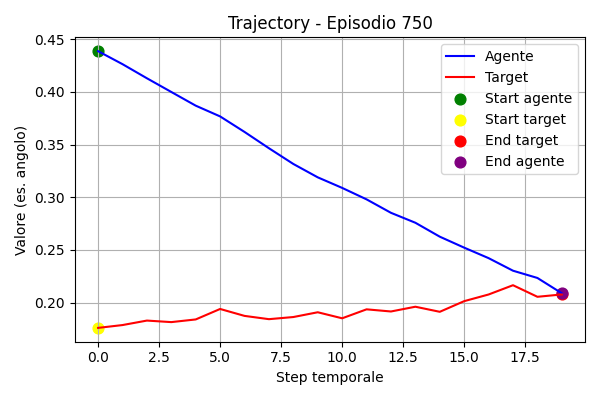 Trajectory - Episodio 750
Agente
Target
Start agente
Start target
End target
End agente
Valore (es. angolo)
0.45
0.40
0.35
0.30
0.25
0.20
0.0 2.5 5.0 7.5 10.0 12.5 15.0 17.5
Step temporale